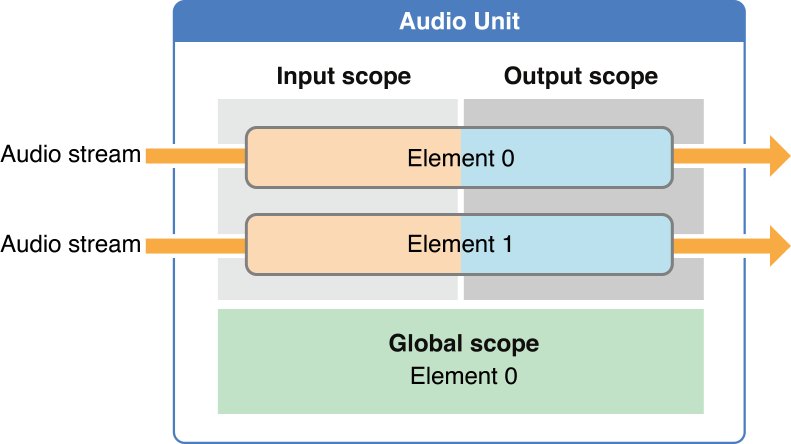 Audio Unit
Input scope
Output scope
Audio stream
Element 0
Audio stream
Element 1
Global scope
Element 0